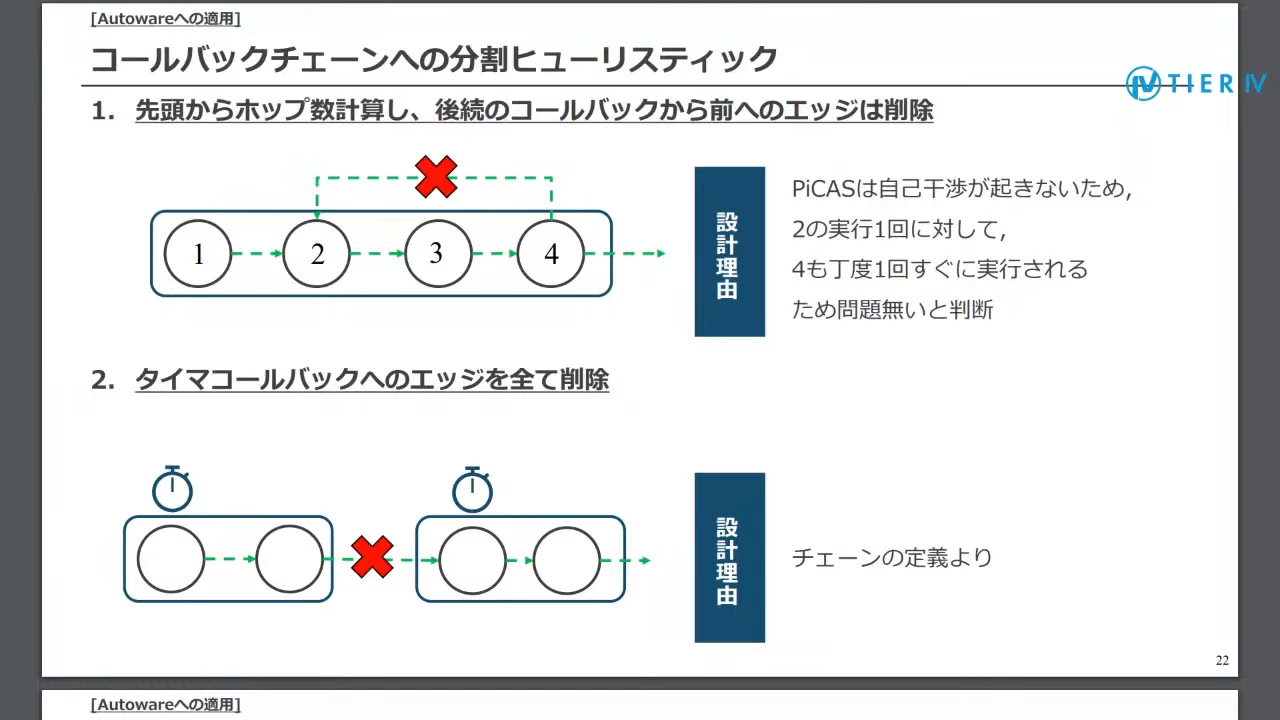 [Autowareへの適用]
コールバックチェーンへの分割ヒューリスティック
TIER IV
1. 先頭からホップ数計算し、後続のコールバックから前へのエッジは削除
1 2 3 4
設計理由
PiCASは自己干渉が起きないため,
2の実行1回に対して,
4も丁度1回すぐに実行される
ため問題無いと判断
2. タイマコールバックへのエッジを全て削除
設計理由
チェーンの定義より
22
[Autowareへの適用]